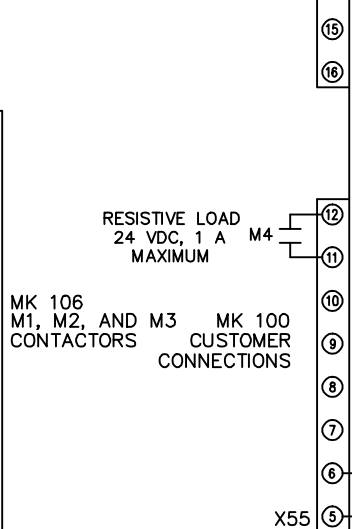 15
16
RESISTIVE LOAD
24 VDC, 1 A
MAXIMUM
M4
12
11
MK 106
M1, M2, AND M3
CONTACTORS
MK 100
CUSTOMER
CONNECTIONS
10
9
8
7
6
X55
5